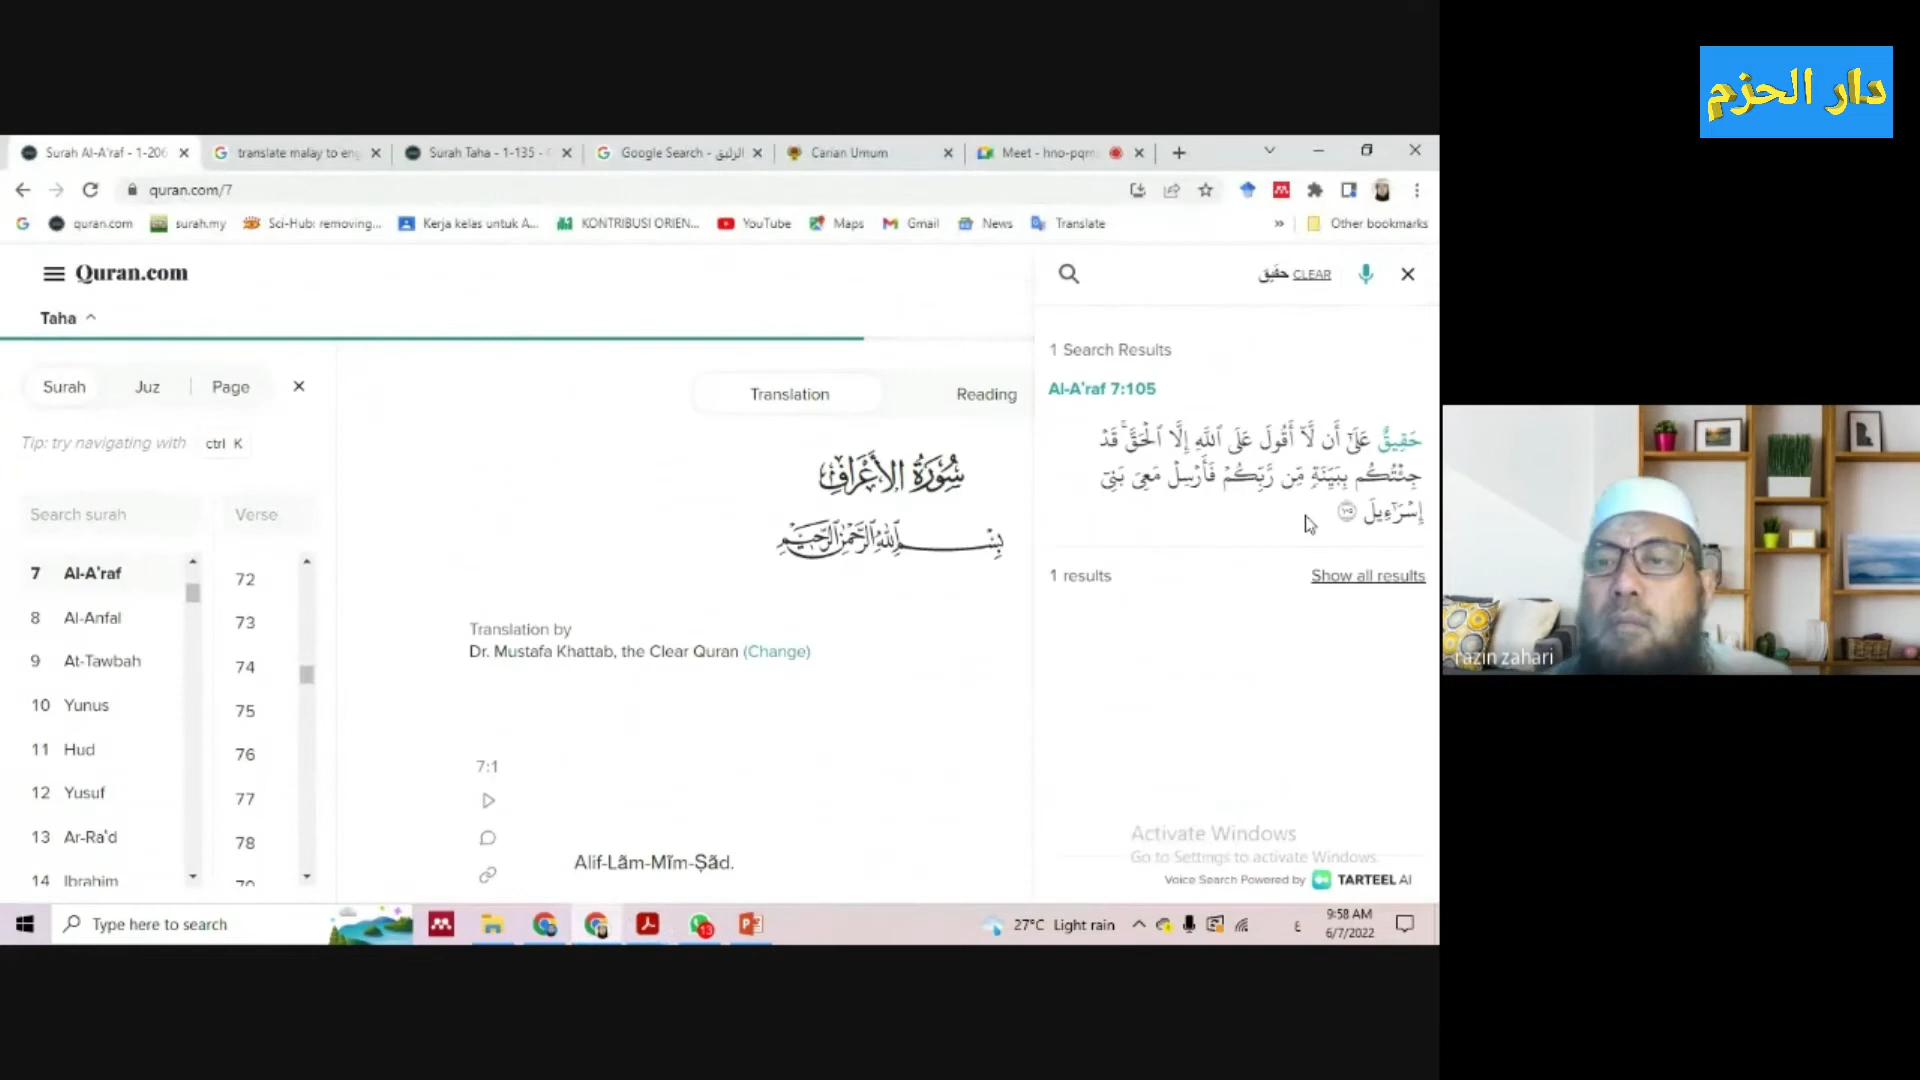 دار الحزم
Surah Al-A'raf - 1-206
translate malay to eng
Surah Taha - 1-135 -
Google Search - الزئبق
Carian Umum
Meet - hno-pqm
quran.com/7
quran.com
surah.my
Sci-Hub: removing...
Kerja kelas untuk A...
KONTRIBUSI ORIEN...
YouTube
Maps
Gmail
News
Translate
»
Other bookmarks
Quran.com
حقيق CLEAR
Taha
1 Search Results
Surah
Juz
Page
Translation
Reading
Al-A'raf 7:105
Tip: try navigating with ctrl K
حَقِيقٌ عَلَىٰٓ أَن لَّآ أَقُولَ عَلَى ٱللَّهِ إِلَّا ٱلْحَقَّ ۚ قَدْ
جِئْتُكُم بِبَيِّنَةٍ مِّن رَّبِّكُمْ فَأَرْسِلْ مَعِىَ بَنِىٓ
إِسْرَٰٓءِيلَ ١٠٥
سُورَةُ الأَعْرَافِ
بِسْمِ اللَّهِ الرَّحْمَٰنِ الرَّحِيمِ
Search surah
Verse
1 results
Show all results
7 Al-A'raf
8 Al-Anfal
9 At-Tawbah
10 Yunus
11 Hud
12 Yusuf
13 Ar-Ra'd
14 Ibrahim
72
73
74
75
76
77
78
79
Translation by
Dr. Mustafa Khattab, the Clear Quran (Change)
7:1
Alif-Lãm-Mĩm-Ṣãd.
Activate Windows
Go to Settings to activate Windows.
Voice Search Powered by TARTEEL AI
razin zahari
Type here to search
13
27°C Light rain
ع
9:58 AM
6/7/2022